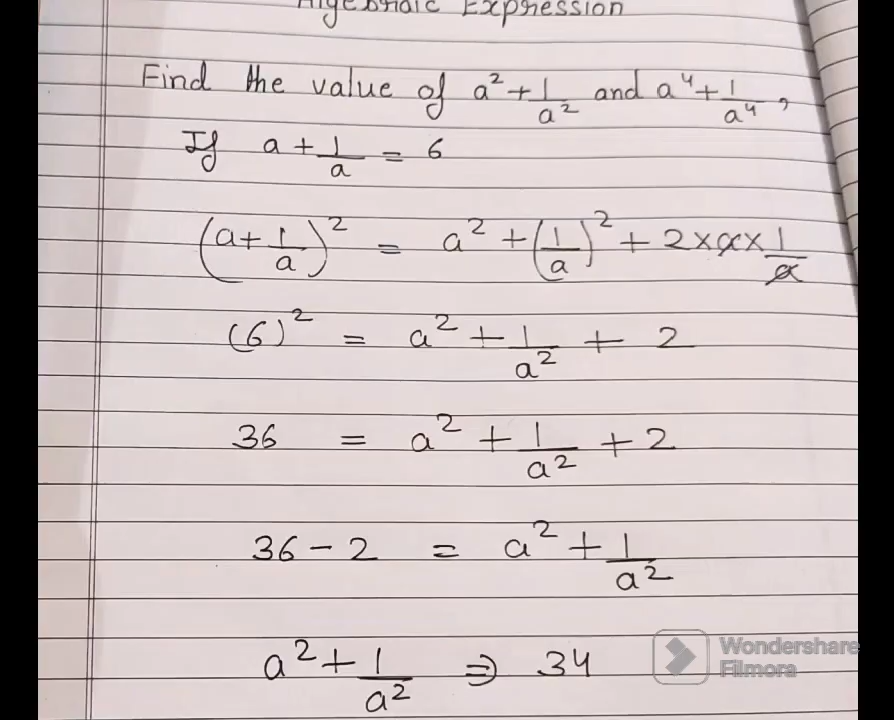 Algebraic Expression
Find the value of a² + 1/a² and a⁴ + 1/a⁴,
If a + 1/a = 6
(a + 1/a)² = a² + (1/a)² + 2 × a × 1/a
(6)² = a² + 1/a² + 2
36 = a² + 1/a² + 2
36 - 2 = a² + 1/a²
a² + 1/a² ⇒ 34
Wondershare
Filmora